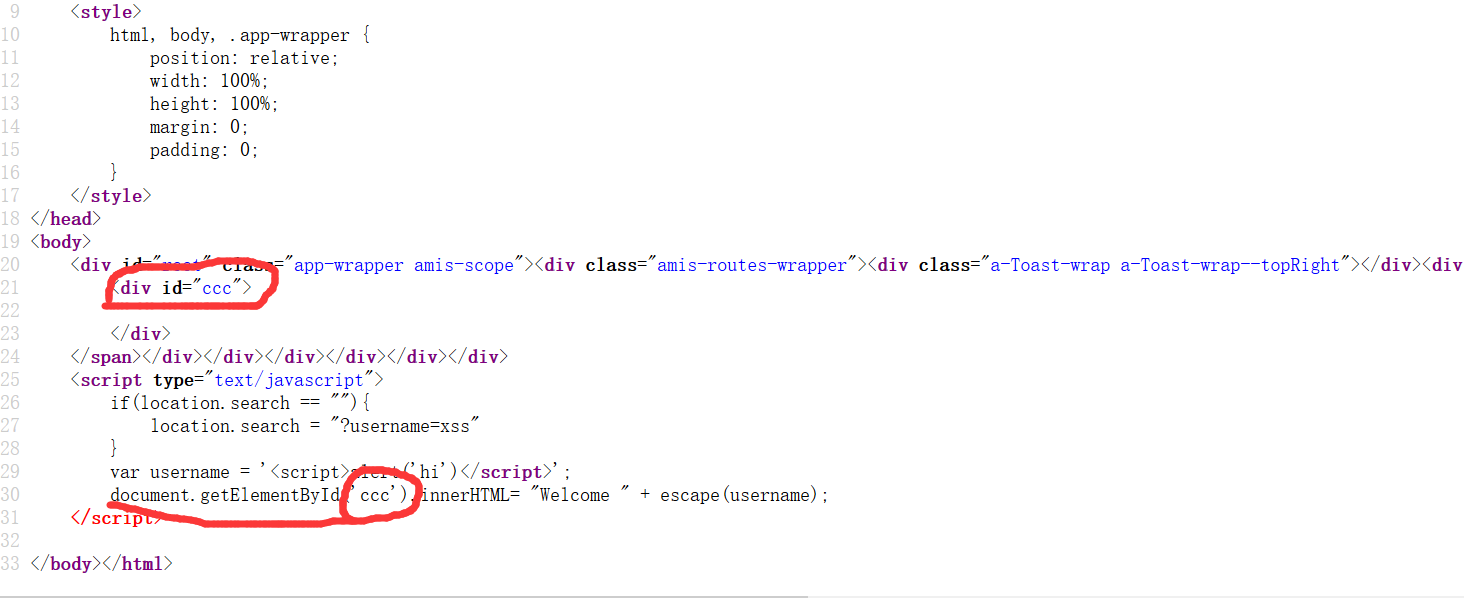 9 <style>
10 html, body, .app-wrapper {
11 position: relative;
12 width: 100%;
13 height: 100%;
14 margin: 0;
15 padding: 0;
16 }
17 </style>
18 </head>
19 <body>
20 <div id="root" class="app-wrapper amis-scope"><div class="amis-routes-wrapper"><div class="a-Toast-wrap a-Toast-wrap--topRight"></div><div
21 <div id="ccc">
22
23 </div>
24 </span></div></div></div></div></div></div>
25 <script type="text/javascript">
26 if(location.search == ""){
27 location.search = "?username=xss"
28 }
29 var username = '<script>alert('hi')</script>';
30 document.getElementById('ccc').innerHTML= "Welcome " + escape(username);
31 </script>
32
33 </body></html>